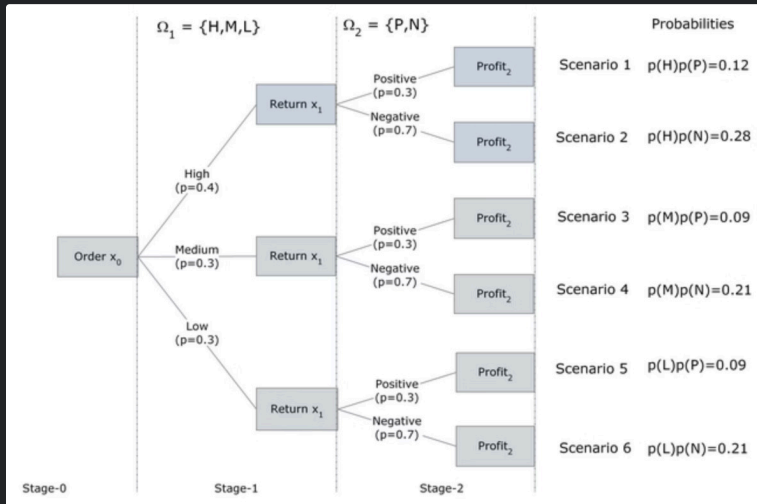 Ω₁ = {H,M,L}
Ω₂ = {P,N}
Probabilities
Order x₀
High
(p=0.4)
Medium
(p=0.3)
Low
(p=0.3)
Return x₁
Positive
(p=0.3)
Negative
(p=0.7)
Profit₂
Scenario 1 p(H)p(P)=0.12
Profit₂
Scenario 2 p(H)p(N)=0.28
Return x₁
Positive
(p=0.3)
Negative
(p=0.7)
Profit₂
Scenario 3 p(M)p(P)=0.09
Profit₂
Scenario 4 p(M)p(N)=0.21
Return x₁
Positive
(p=0.3)
Negative
(p=0.7)
Profit₂
Scenario 5 p(L)p(P)=0.09
Profit₂
Scenario 6 p(L)p(N)=0.21
Stage-0
Stage-1
Stage-2